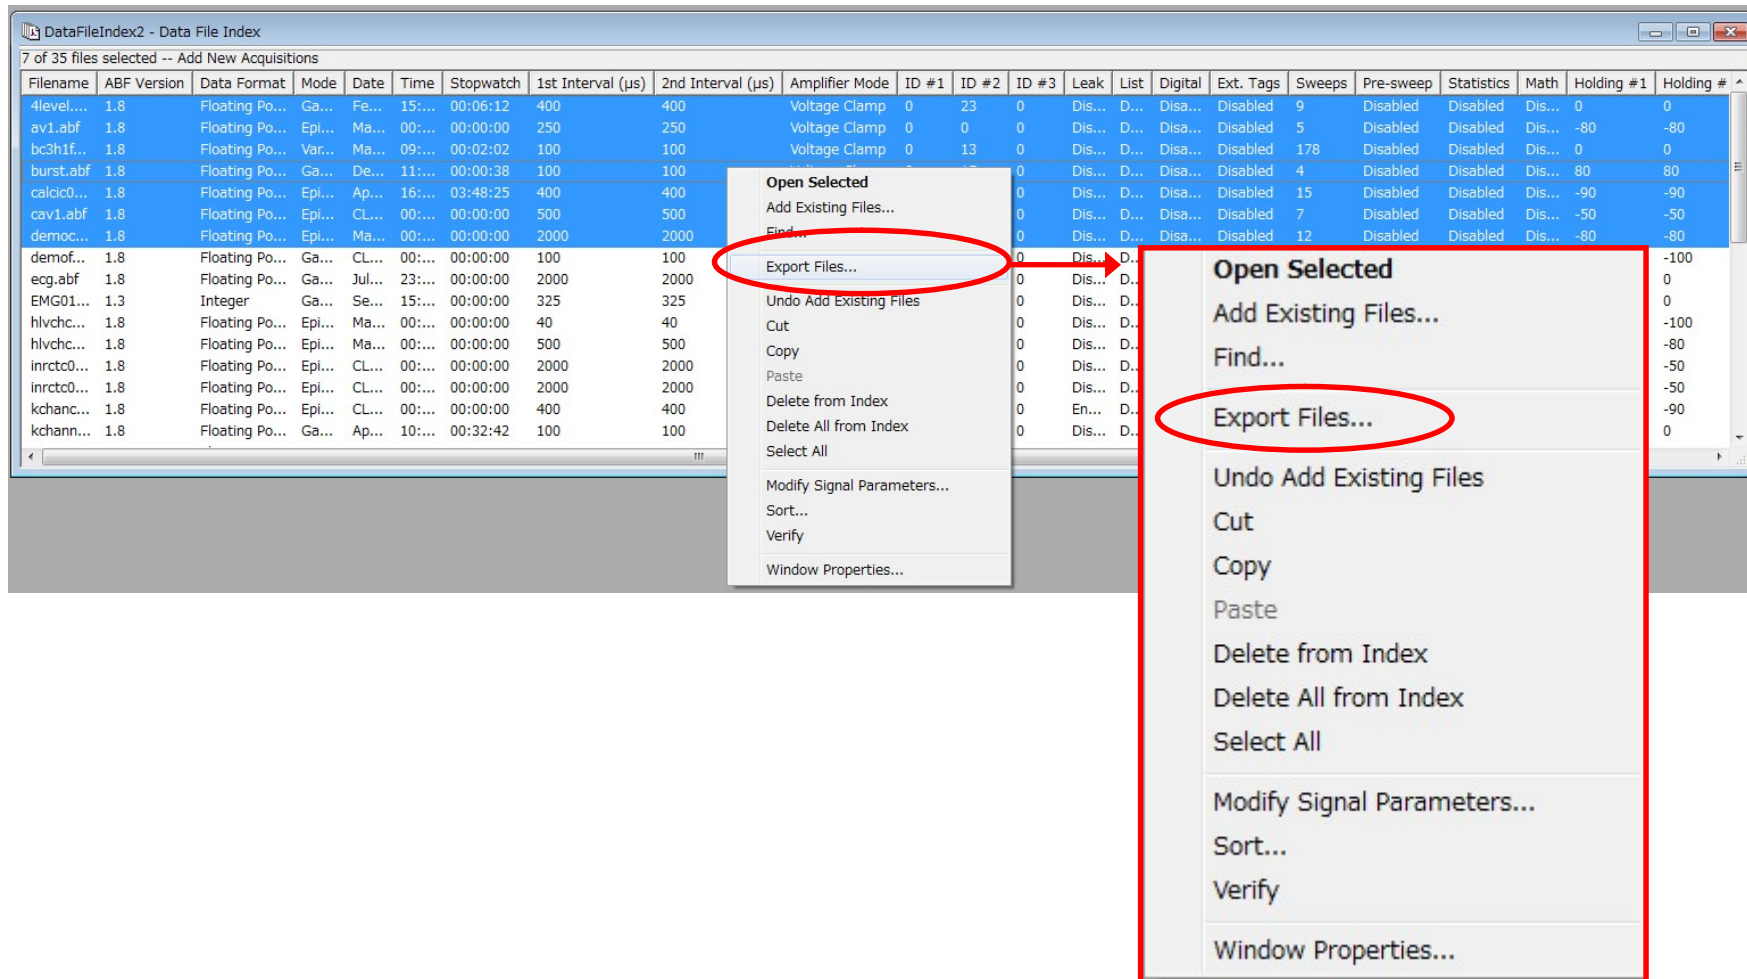 DataFileIndex2 - Data File Index
7 of 35 files selected -- Add New Acquisitions
Filename ABF Version Data Format Mode Date Time Stopwatch 1st Interval (µs) 2nd Interval (µs) Amplifier Mode ID #1 ID #2 ID #3 Leak List Digital Ext. Tags Sweeps Pre-sweep Statistics Math Holding #1 Holding #
4level.... 1.8 Floating Po... Ga... Fe... 15:... 00:06:12 400 400 Voltage Clamp 0 23 0 Dis... D... Disa... Disabled 9 Disabled Disabled Dis... 0 0
av1.abf 1.8 Floating Po... Epi... Ma... 00:... 00:00:00 250 250 Voltage Clamp 0 0 0 Dis... D... Disa... Disabled 5 Disabled Disabled Dis... -80 -80
bc3h1f... 1.8 Floating Po... Var... Ma... 09:... 00:02:02 100 100 Voltage Clamp 0 13 0 Dis... D... Disa... Disabled 178 Disabled Disabled Dis... 0 0
burst.abf 1.8 Floating Po... Ga... De... 11:... 00:00:38 100 100 0 Dis... D... Disa... Disabled 4 Disabled Disabled Dis... 80 80
calcic0... 1.8 Floating Po... Epi... Ap... 16:... 03:48:25 400 400 0 Dis... D... Disa... Disabled 15 Disabled Disabled Dis... -90 -90
cav1.abf 1.8 Floating Po... Epi... CL... 00:... 00:00:00 500 500 0 Dis... D... Disa... Disabled 7 Disabled Disabled Dis... -50 -50
democ... 1.8 Floating Po... Epi... Ma... 00:... 00:00:00 2000 2000 0 Dis... D... Disa... Disabled 12 Disabled Disabled Dis... -80 -80
demof... 1.8 Floating Po... Ga... CL... 00:... 00:00:00 100 100 0 Dis... D.. -100
ecg.abf 1.8 Floating Po... Ga... Jul... 23:... 00:00:00 2000 2000 0 Dis... D.. 0
EMG01... 1.3 Integer Ga... Se... 15:... 00:00:00 325 325 0 Dis... D.. 0
hlvchc... 1.8 Floating Po... Epi... Ma... 00:... 00:00:00 40 40 0 Dis... D.. -100
hlvchc... 1.8 Floating Po... Epi... Ma... 00:... 00:00:00 500 500 0 Dis... D.. -80
inrctc0... 1.8 Floating Po... Epi... CL... 00:... 00:00:00 2000 2000 0 Dis... D.. -50
inrctc0... 1.8 Floating Po... Epi... CL... 00:... 00:00:00 2000 2000 0 Dis... D.. -50
kchanc... 1.8 Floating Po... Epi... CL... 00:... 00:00:00 400 400 0 En... D.. -90
kchann... 1.8 Floating Po... Ga... Ap... 10:... 00:32:42 100 100 0 Dis... D.. 0
Open Selected
Add Existing Files...
Find...
Export Files...
Undo Add Existing Files
Cut
Copy
Paste
Delete from Index
Delete All from Index
Select All
Modify Signal Parameters...
Sort...
Verify
Window Properties...
Open Selected
Add Existing Files...
Find...
Export Files...
Undo Add Existing Files
Cut
Copy
Paste
Delete from Index
Delete All from Index
Select All
Modify Signal Parameters...
Sort...
Verify
Window Properties...